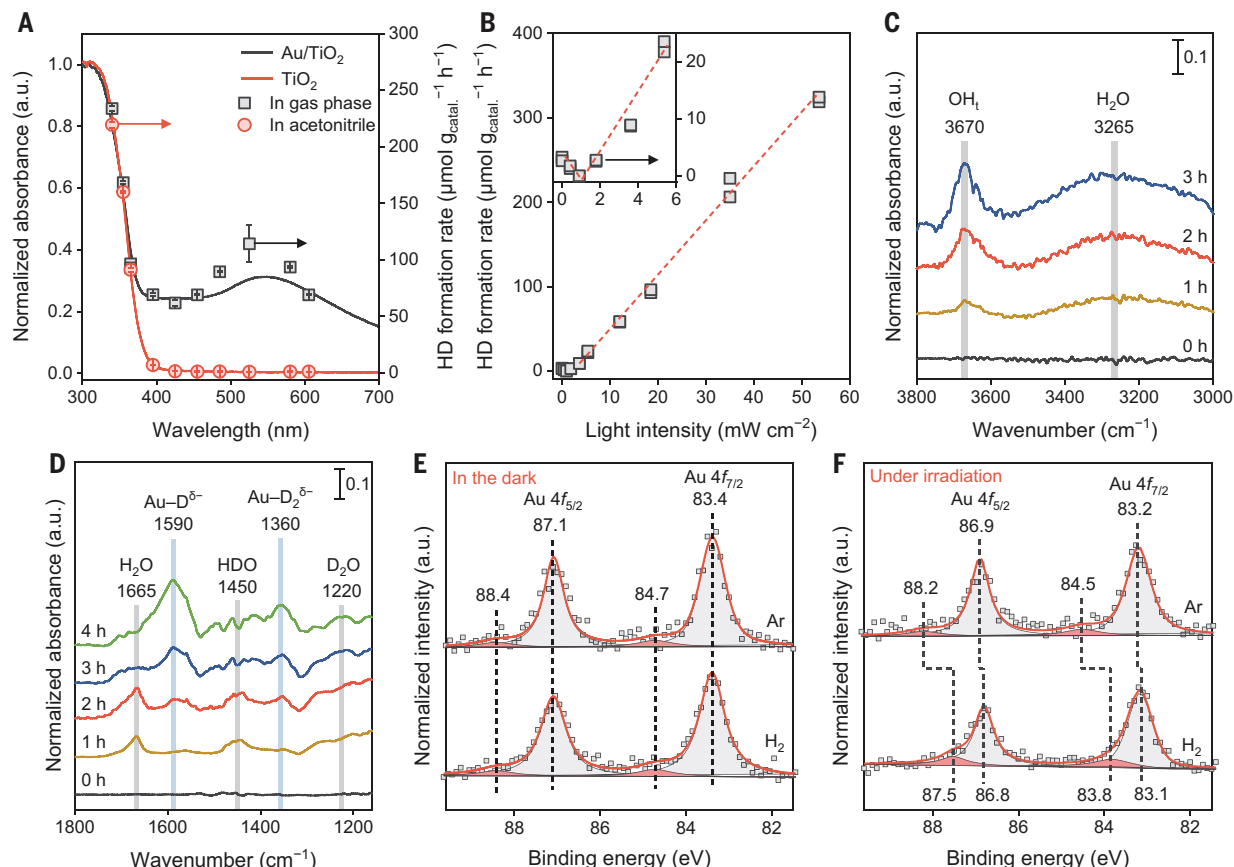 A
Normalized absorbance (a.u.)
1.0
0.8
0.6
0.4
0.2
0.0
300
400
500
600
700
Wavelength (nm)
Au/TiO₂
TiO₂
In gas phase
In acetonitrile
300
250
200
150
100
50
0
HD formation rate (μmol g_catal.⁻¹ h⁻¹)
B
HD formation rate (μmol g_catal.⁻¹ h⁻¹)
400
300
200
100
0
0
10
20
30
40
50
60
Light intensity (mW cm⁻²)
20
10
0
0
2
4
6
C
Normalized absorbance (a.u.)
0.1
OHₜ
3670
H₂O
3265
3 h
2 h
1 h
0 h
3800
3600
3400
3200
3000
Wavenumber (cm⁻¹)
D
Normalized absorbance (a.u.)
0.1
Au–D^δ−
1590
Au–D₂^δ−
1360
H₂O
1665
HDO
1450
D₂O
1220
4 h
3 h
2 h
1 h
0 h
1800
1600
1400
1200
Wavenumber (cm⁻¹)
E
In the dark
Normalized intensity (a.u.)
Au 4f₅/₂
87.1
Au 4f₇/₂
83.4
88.4
84.7
Ar
H₂
88
86
84
82
Binding energy (eV)
F
Under irradiation
Normalized intensity (a.u.)
Au 4f₅/₂
86.9
Au 4f₇/₂
83.2
88.2
84.5
Ar
H₂
87.5
86.8
83.8
83.1
88
86
84
82
Binding energy (eV)